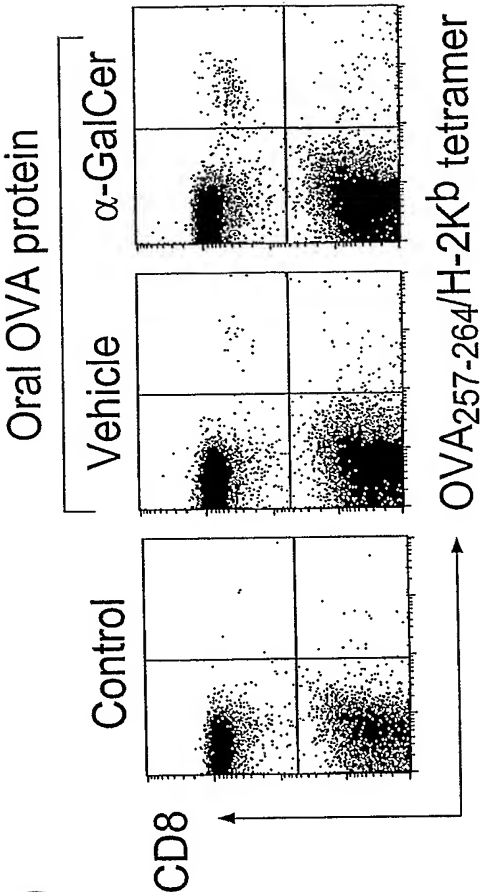 Oral OVA protein
Control
Vehicle
α-GalCer
CD8
OVA257-264/H-2Kb tetramer